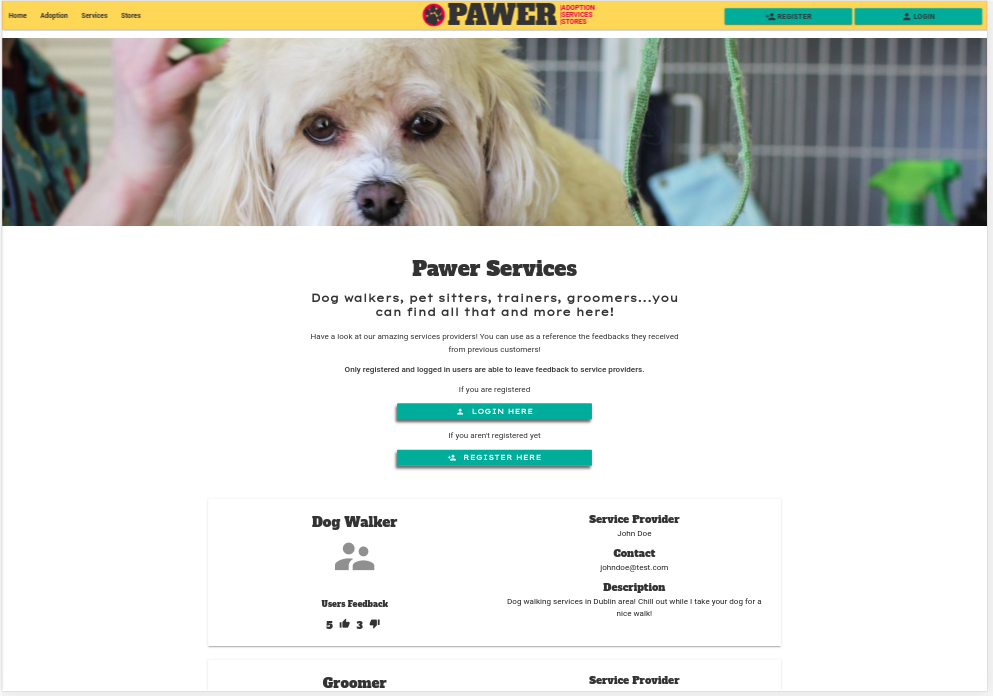 Home Adoption Services Stores
PAWER
|ADOPTION
|SERVICES
|STORES
REGISTER
LOGIN
Pawer Services
Dog walkers, pet sitters, trainers, groomers...you
can find all that and more here!
Have a look at our amazing services providers! You can use as a reference the feedbacks they received
from previous customers!
Only registered and logged in users are able to leave feedback to service providers.
If you are registered
LOGIN HERE
If you aren't registered yet
REGISTER HERE
Dog Walker
Users Feedback
5 3
Service Provider
John Doe
Contact
johndoe@test.com
Description
Dog walking services in Dublin area! Chill out while I take your dog for a
nice walk!
Groomer
Service Provider